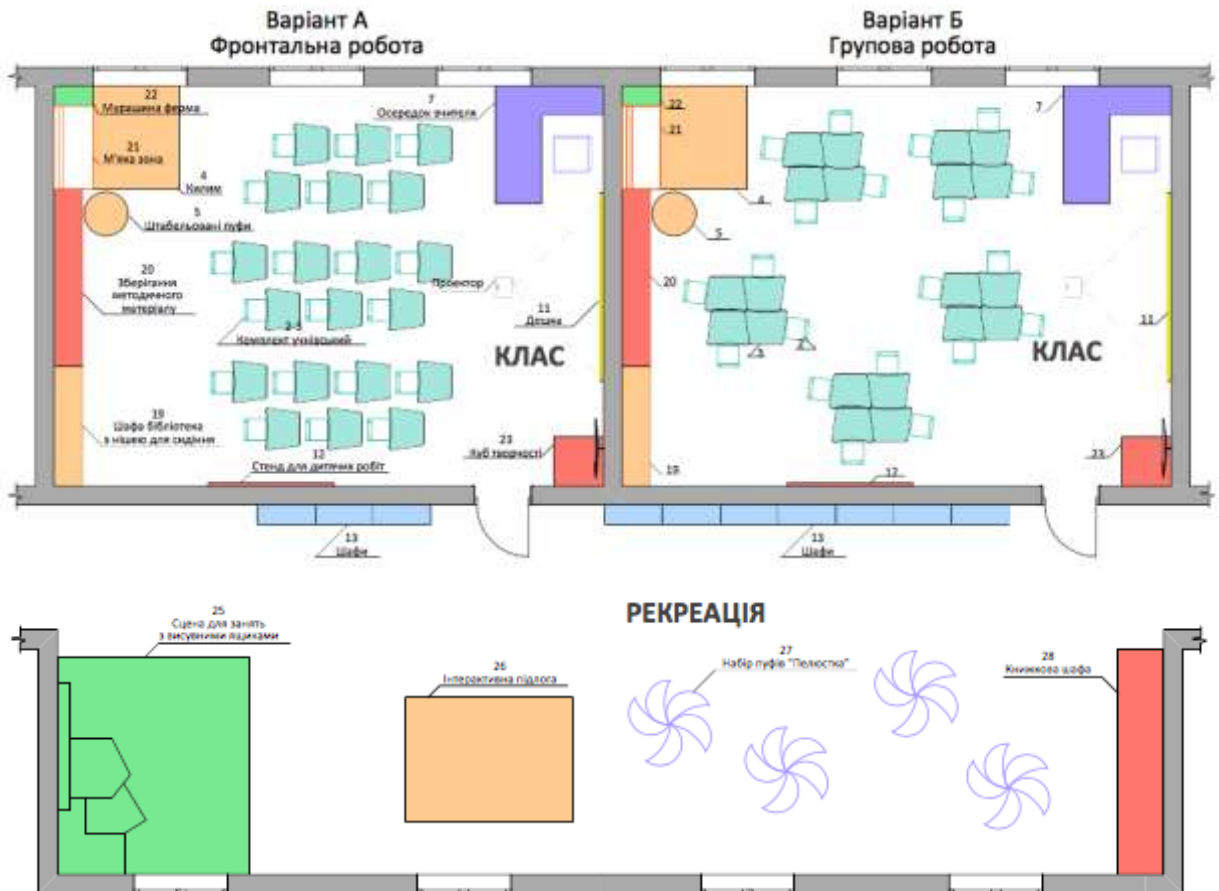 Варіант А
Фронтальна робота
22
Мурашина ферма
7
Осередок вчителя
21
М'яка зона
4
Килим
5
Штабельовані пуфи
20
Зберігання
методичного
матеріалу
Проектор
11
Дошка
2-3
Комплект учнівський
КЛАС
19
Шафа бібліотека
з нішею для сидіння
12
Стенд для дитячих робіт
23
Куб творчості
13
Шафи
Варіант Б
Групова робота
22
21
7
4
5
20
11
3
2
КЛАС
19
12
23
13
Шафи
РЕКРЕАЦІЯ
25
Сцена для занять
з висувними ящиками
26
Інтерактивна підлога
27
Набір пуфів "Пелюстка"
28
Книжкова шафа